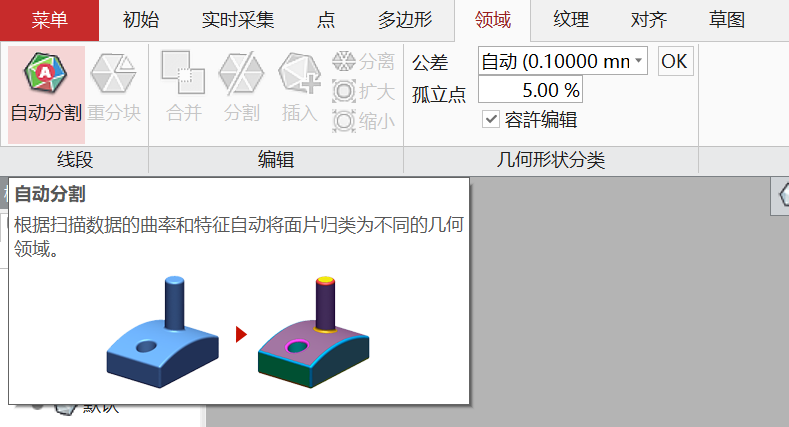 菜单 初始 实时采集 点 多边形 领域 纹理 对齐 草图
公差 自动 (0.10000 mm OK
孤立点 5.00 %
容許编辑
自动分割 重分块 合并 分割 插入 分离
扩大
缩小
线段 编辑 几何形状分类
自动分割
根据扫描数据的曲率和特征自动将面片归类为不同的几何
领域。
默认